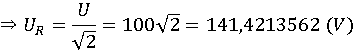 ⇒ U_R = U/√2 = 100√2 = 141,4213562 (V)